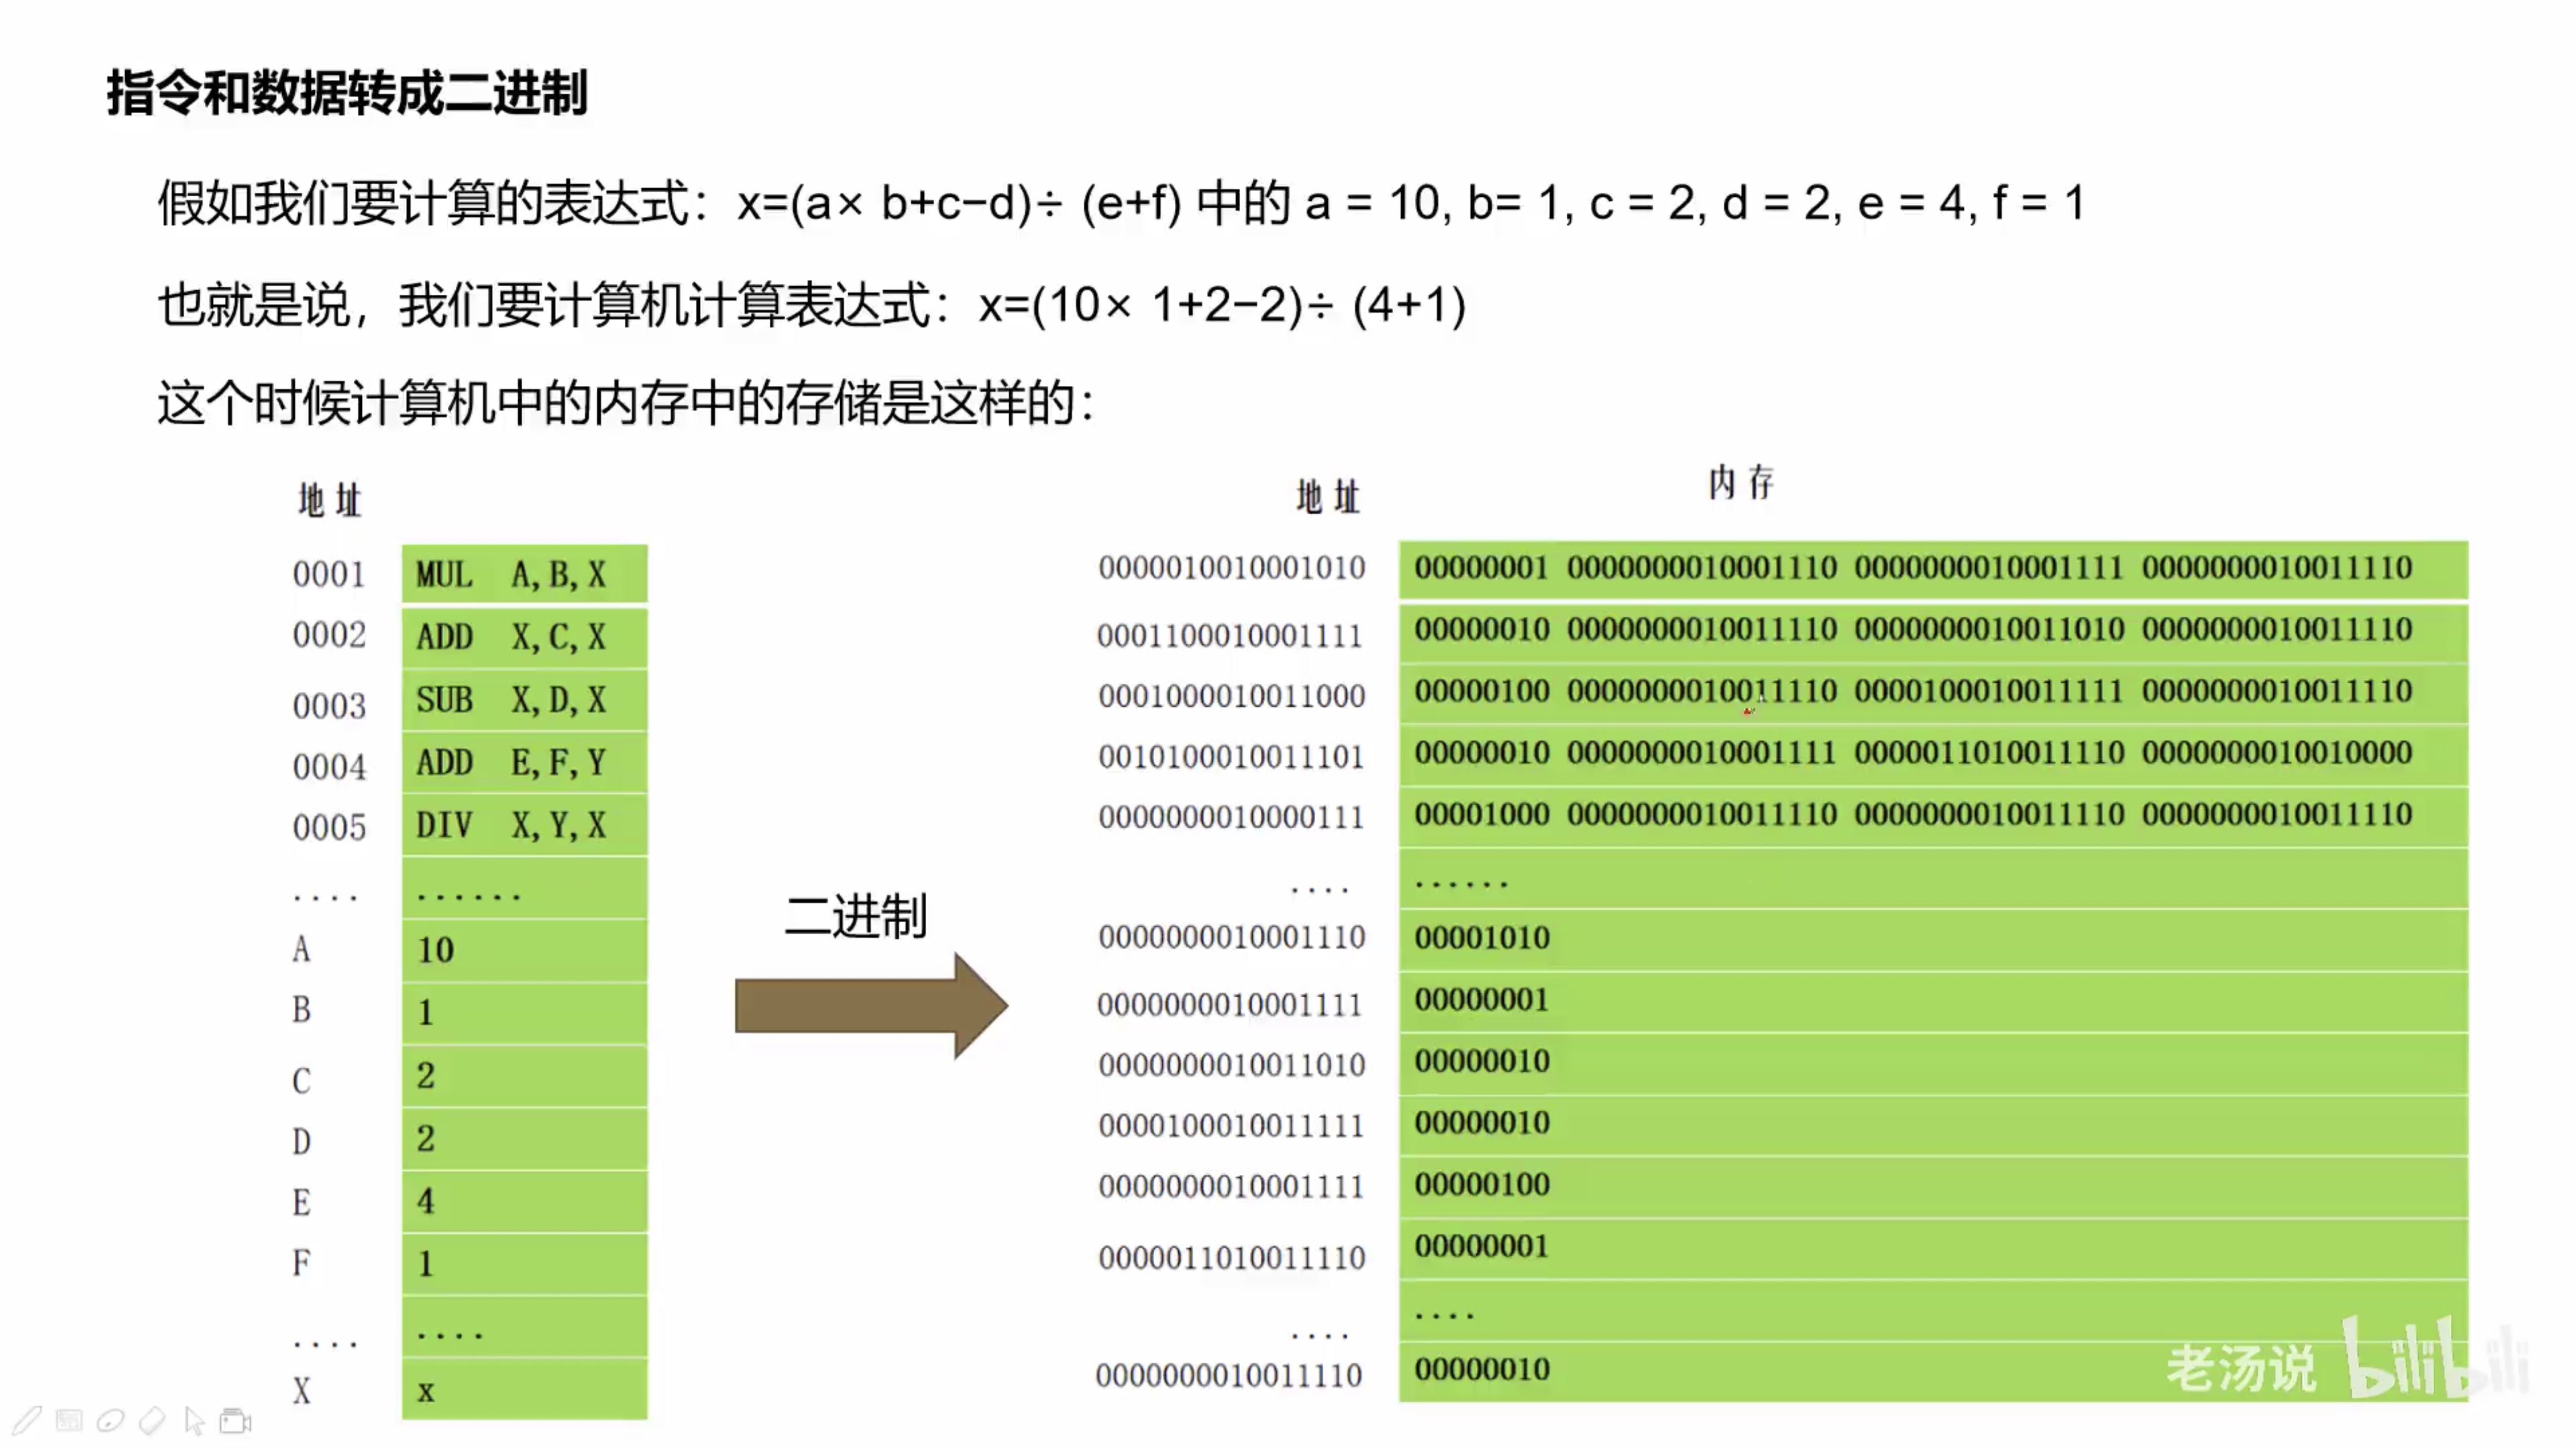 指令和数据转成二进制
假如我们要计算的表达式：x=(a× b+c−d)÷ (e+f) 中的 a = 10, b= 1, c = 2, d = 2, e = 4, f = 1
也就是说，我们要计算机计算表达式：x=(10× 1+2−2)÷ (4+1)
这个时候计算机中的内存中的存储是这样的：
地址
0001 MUL A,B,X
0002 ADD X,C,X
0003 SUB X,D,X
0004 ADD E,F,Y
0005 DIV X,Y,X
.... ......
A 10
B 1
C 2
D 2
E 4
F 1
.... ....
X x
二进制
地址 内存
0000010010001010 00000001 0000000010001110 0000000010001111 0000000010011110
0001100010001111 00000010 0000000010011110 0000000010011010 0000000010011110
0001000010011000 00000100 0000000010011110 0000100010011111 0000000010011110
0010100010011101 00000010 0000000010001111 0000011010011110 0000000010010000
0000000010000111 00001000 0000000010011110 0000000010011110 0000000010011110
.... ......
0000000010001110 00001010
0000000010001111 00000001
0000000010011010 00000010
0000100010011111 00000010
0000000010001111 00000100
0000011010011110 00000001
.... ....
0000000010011110 00000010
老汤说 bilibili